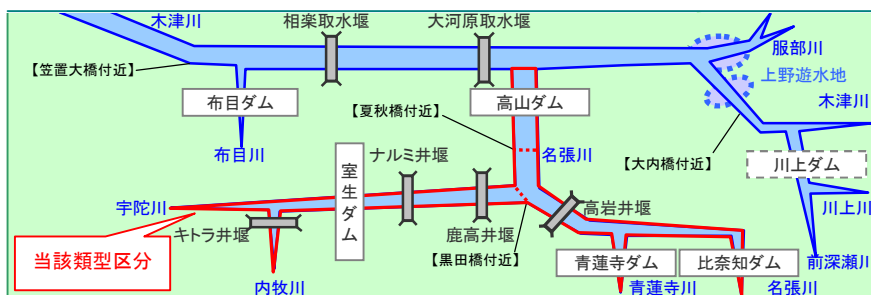 木津川
相楽取水堰
大河原取水堰
服部川
【笠置大橋付近】
上野遊水地
布目ダム
高山ダム
木津川
【夏秋橋付近】
布目川
室生ダム
ナルミ井堰
名張川
【大内橋付近】
川上ダム
宇陀川
キトラ井堰
鹿高井堰
高岩井堰
川上川
当該類型区分
【黒田橋付近】
青蓮寺ダム
比奈知ダム
前深瀬川
内牧川
青蓮寺川
名張川